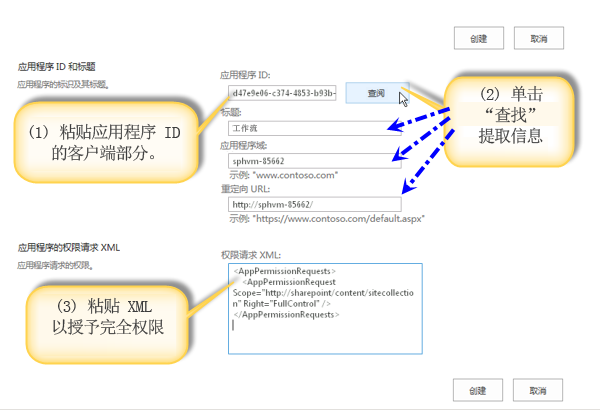 创建 取消
应用程序 ID 和标题
应用程序的标识及其标题。
应用程序 ID:
d47e9e06-c374-4853-b93b- 查阅
(1) 粘贴应用程序 ID
的客户端部分。
(2) 单击
“查找”
提取信息
标题:
工作流
应用程序域:
sphvm-85662
示例: "www.contoso.com"
重定向 URL:
http://sphvm-85662/
示例: "https://www.contoso.com/default.aspx"
应用程序的权限请求 XML
应用程序请求的权限。
权限请求 XML:
<AppPermissionRequests>
<AppPermissionRequest
Scope="http://sharepoint/content/sitecollectio
n" Right="FullControl" />
</AppPermissionRequests>
(3) 粘贴 XML
以授予完全权限
创建 取消